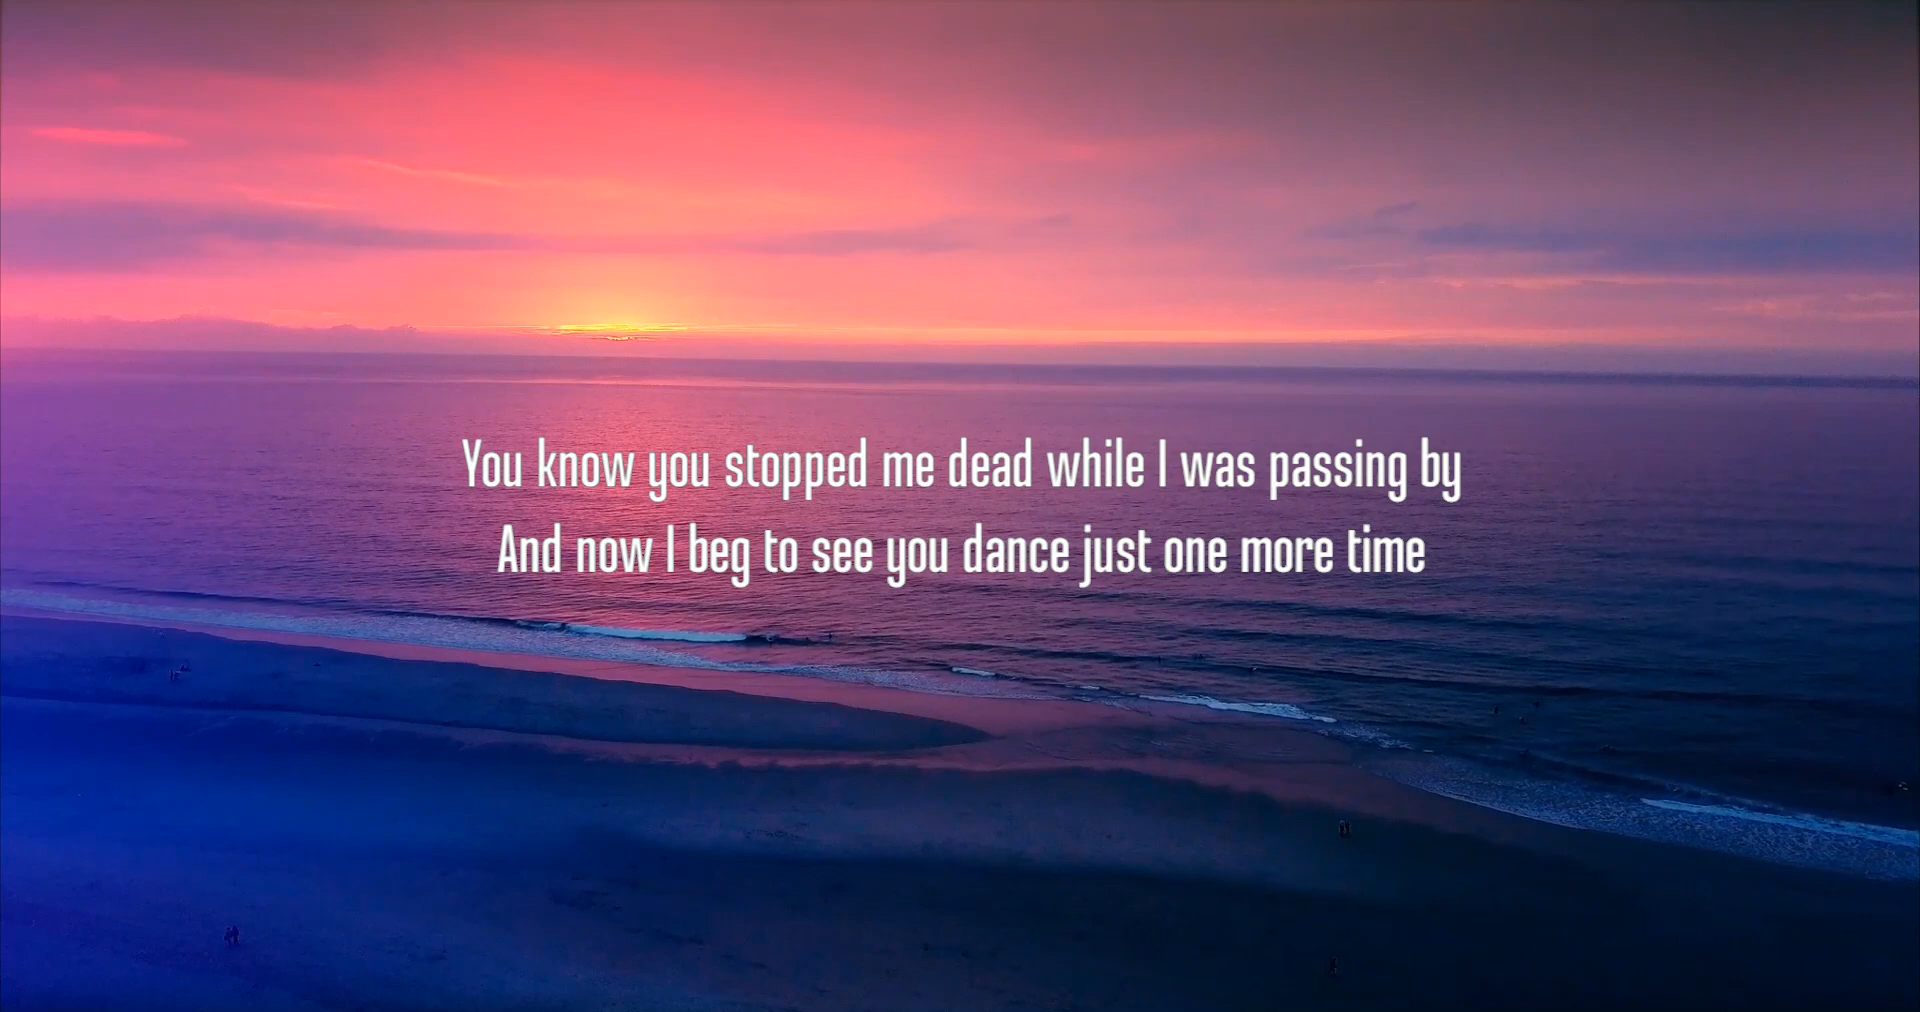 You know you stopped me dead while I was passing by
And now I beg to see you dance just one more time